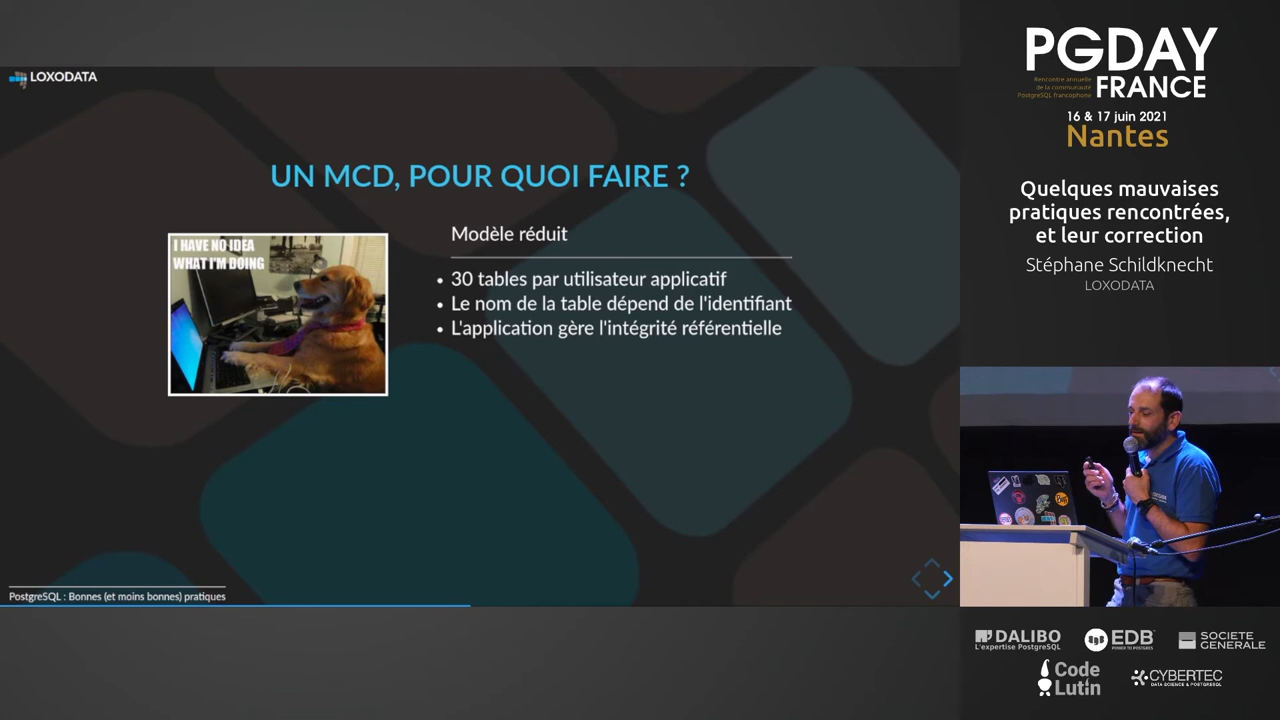 LOXODATA
UN MCD, POUR QUOI FAIRE ?
I HAVE NO IDEA
WHAT I'M DOING
Modèle réduit
30 tables par utilisateur applicatif
Le nom de la table dépend de l'identifiant
L'application gère l'intégrité référentielle
PostgreSQL : Bonnes (et moins bonnes) pratiques
PGDAY
Rencontre annuelle
de la communauté
PostgreSQL francophone
FRANCE
16 & 17 juin 2021
Nantes
Quelques mauvaises
pratiques rencontrées,
et leur correction
Stéphane Schildknecht
LOXODATA
DALIBO
L'expertise PostgreSQL
EDB
POWER TO POSTGRES
SOCIETE
GENERALE
Code
Lutin
CYBERTEC
DATA SCIENCE & POSTGRESQL